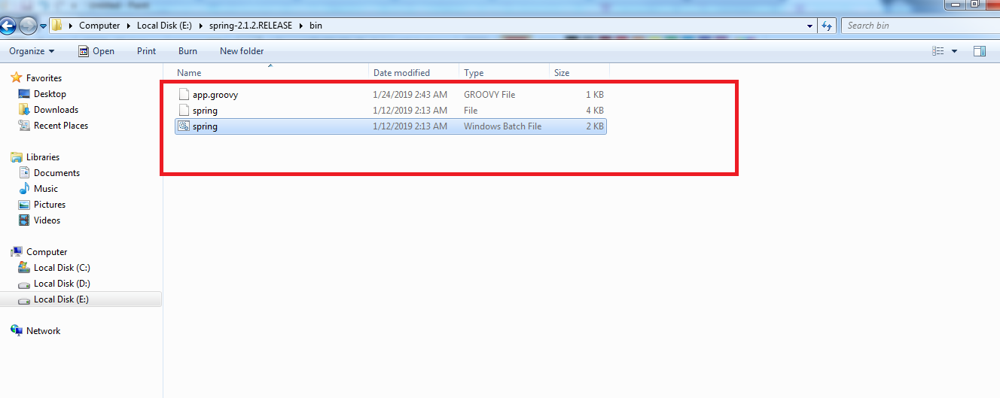 Computer Local Disk (E:) spring-2.1.2.RELEASE bin Search bin
Organize Open Print Burn New folder
Name Date modified Type Size
Favorites
Desktop
Downloads
Recent Places
Libraries
Documents
Music
Pictures
Videos
Computer
Local Disk (C:)
Local Disk (D:)
Local Disk (E:)
Network
app.groovy 1/24/2019 2:43 AM GROOVY File 1 KB
spring 1/12/2019 2:13 AM File 4 KB
spring 1/12/2019 2:13 AM Windows Batch File 2 KB